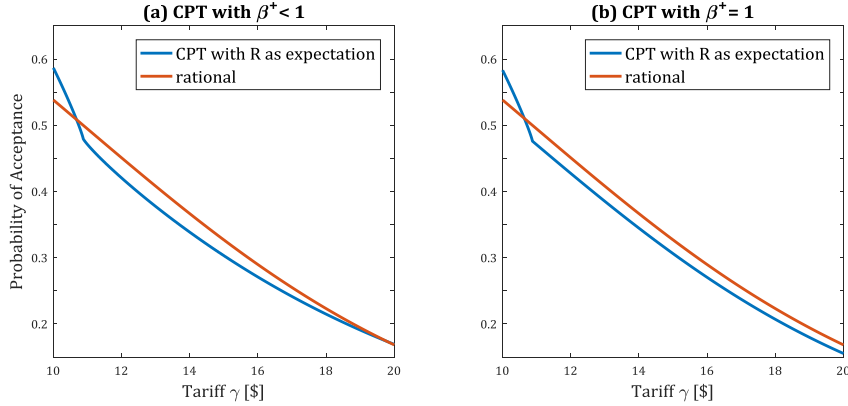 (a) CPT with β⁺< 1
CPT with R as expectation
rational
Probability of Acceptance
0.6
0.5
0.4
0.3
0.2
10 12 14 16 18 20
Tariff γ [$]
(b) CPT with β⁺= 1
CPT with R as expectation
rational
0.6
0.5
0.4
0.3
0.2
10 12 14 16 18 20
Tariff γ [$]